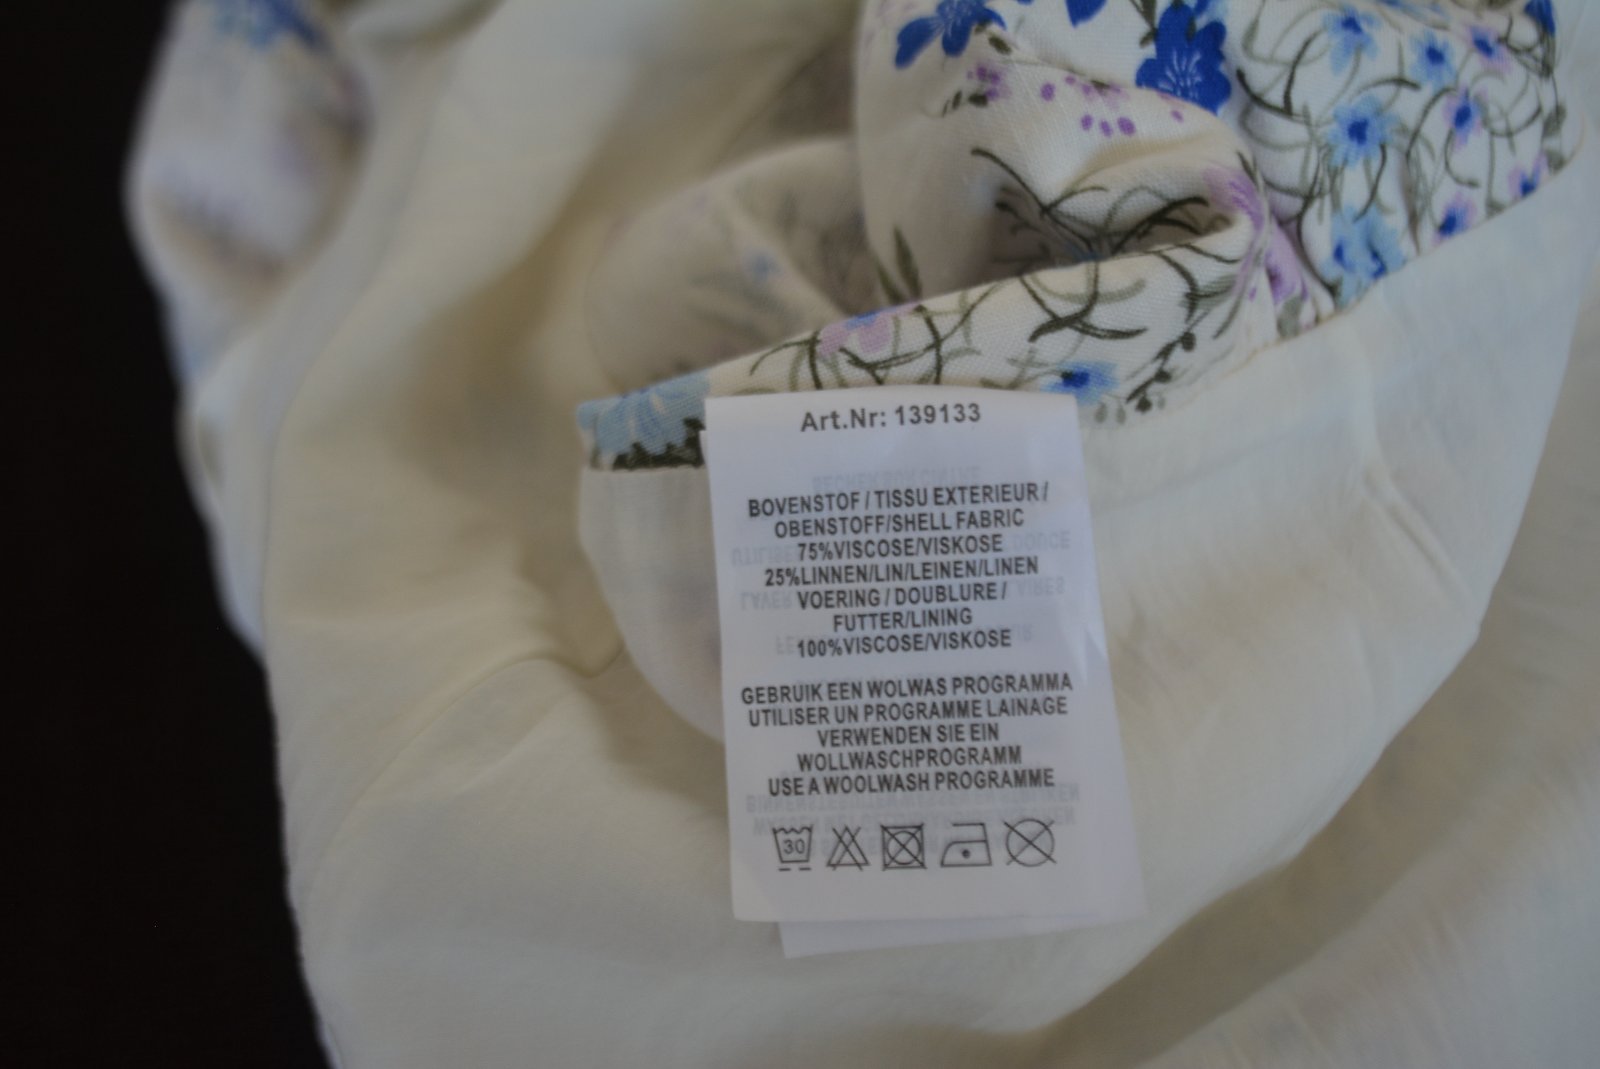 Art.Nr: 139133
BOVENSTOF / TISSU EXTERIEUR /
OBENSTOFF/SHELL FABRIC
75%VISCOSE/VISKOSE
25%LINNEN/LIN/LEINEN/LINEN
VOERING / DOUBLURE /
FUTTER/LINING
100%VISCOSE/VISKOSE
GEBRUIK EEN WOLWAS PROGRAMMA
UTILISER UN PROGRAMME LAINAGE
VERWENDEN SIE EIN
WOLLWASCHPROGRAMM
USE A WOOLWASH PROGRAMME
30